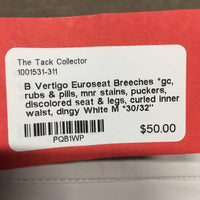 The Tack Collector
1001531-311
B Vertigo Euroseat Breeches *gc,
rubs & pills, mnr stains, puckers,
discolored seat & legs, curled inner
waist, dingy White M *30/32"
PQB1WP
$50.00